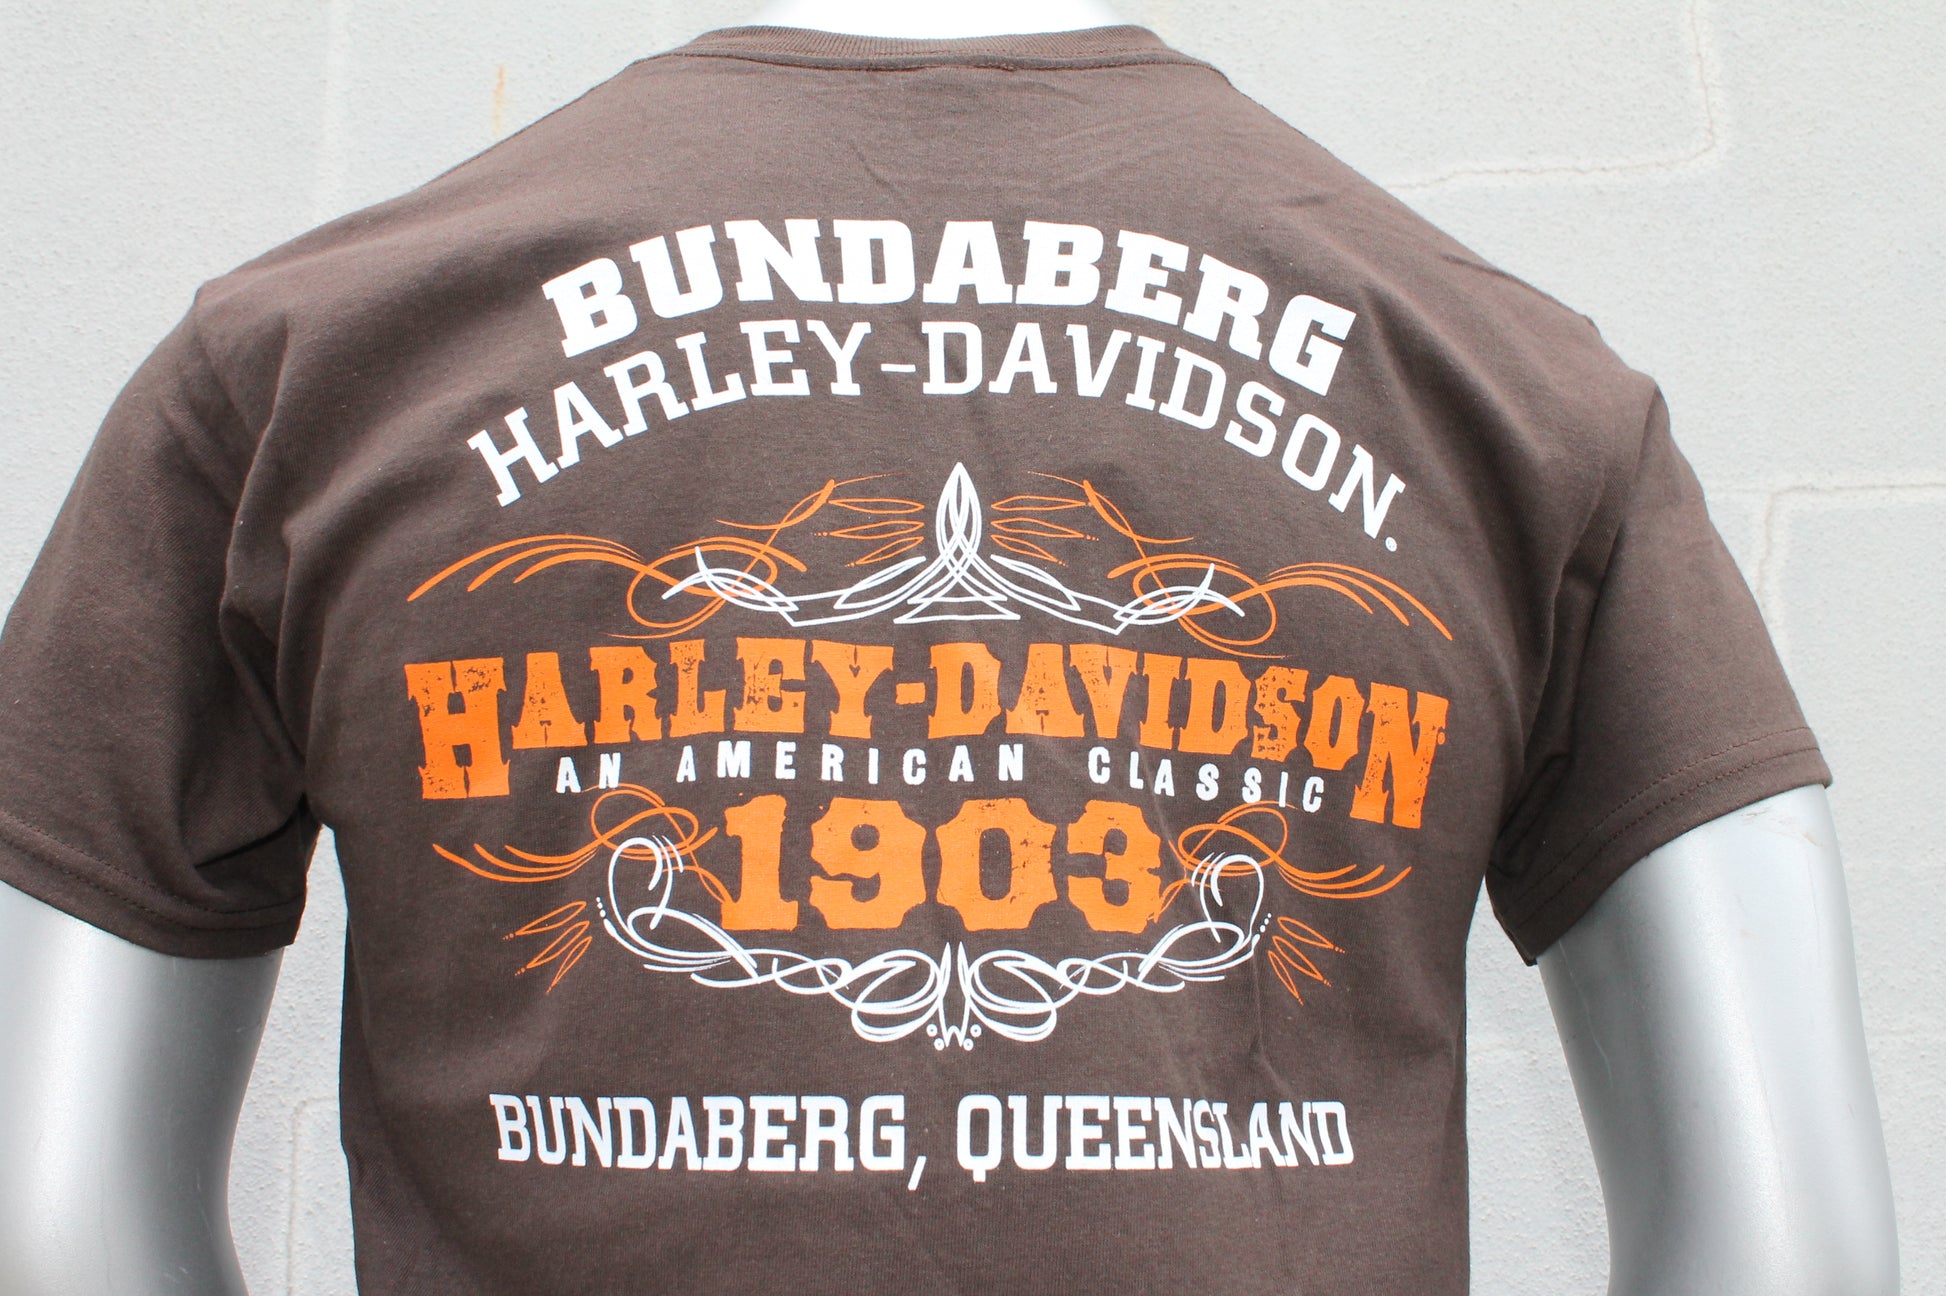 BUNDABERG
HARLEY-DAVIDSON®
HARLEY-DAVIDSON®
AN AMERICAN CLASSIC
1903
BUNDABERG, QUEENSLAND